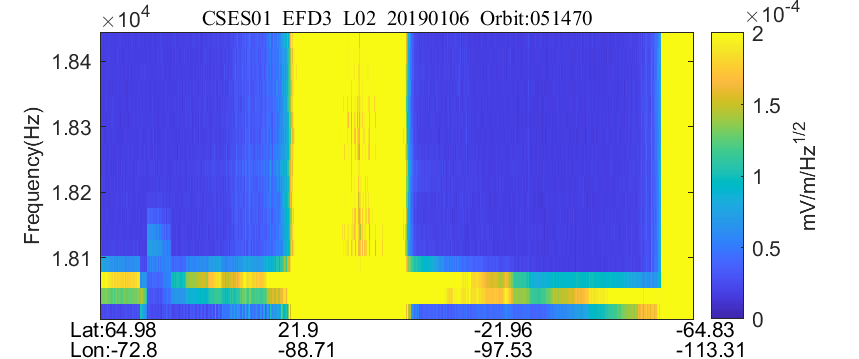 CSES01 EFD3 L02 20190106 Orbit:051470
×10⁴
×10⁻⁴
1.84
1.83
1.82
1.81
Frequency(Hz)
2
1.5
1
0.5
0
mV/m/Hz^1/2
Lat:64.98 21.9 -21.96 -64.83
Lon:-72.8 -88.71 -97.53 -113.31